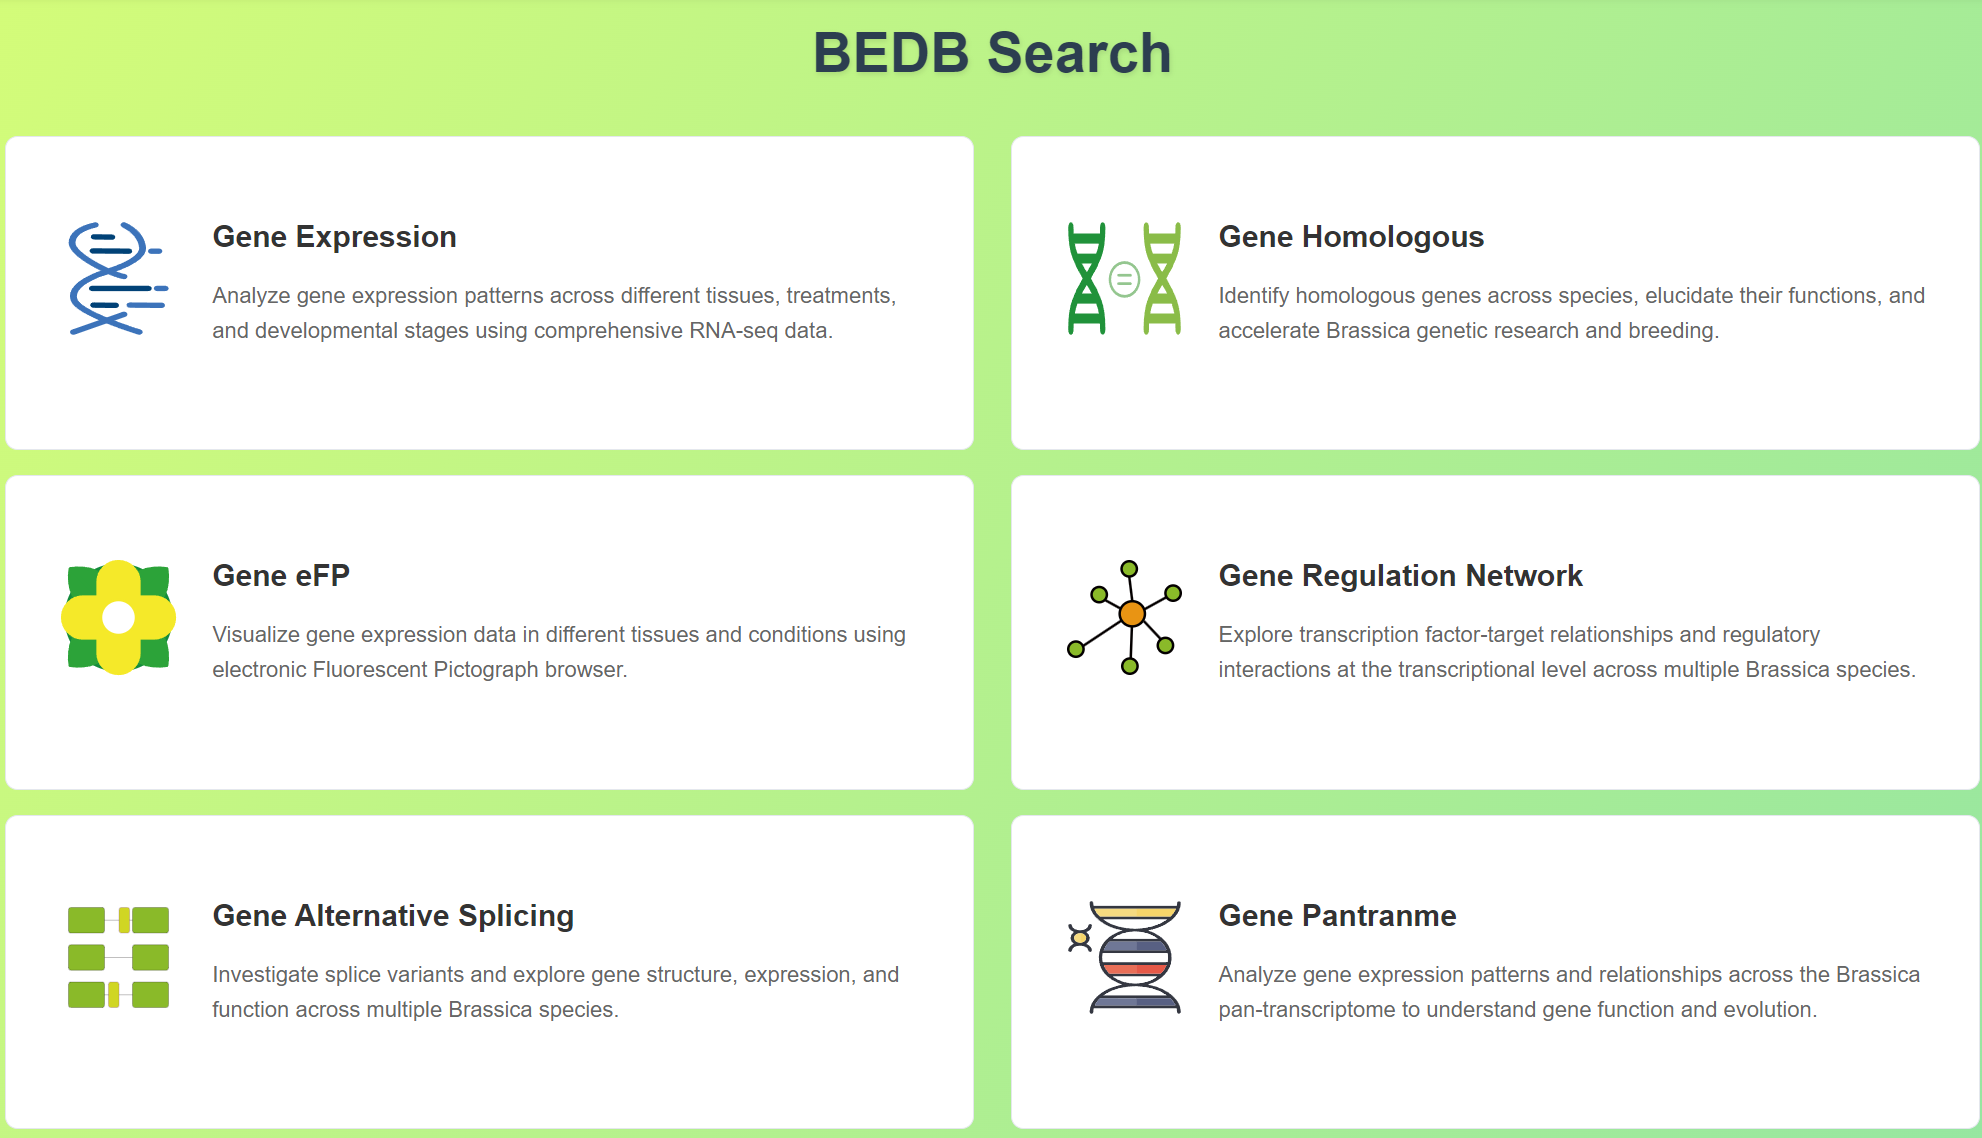 BEDB Search
Gene Expression
Analyze gene expression patterns across different tissues, treatments,
and developmental stages using comprehensive RNA-seq data.
Gene Homologous
Identify homologous genes across species, elucidate their functions, and
accelerate Brassica genetic research and breeding.
Gene eFP
Visualize gene expression data in different tissues and conditions using
electronic Fluorescent Pictograph browser.
Gene Regulation Network
Explore transcription factor-target relationships and regulatory
interactions at the transcriptional level across multiple Brassica species.
Gene Alternative Splicing
Investigate splice variants and explore gene structure, expression, and
function across multiple Brassica species.
Gene Pantranme
Analyze gene expression patterns and relationships across the Brassica
pan-transcriptome to understand gene function and evolution.